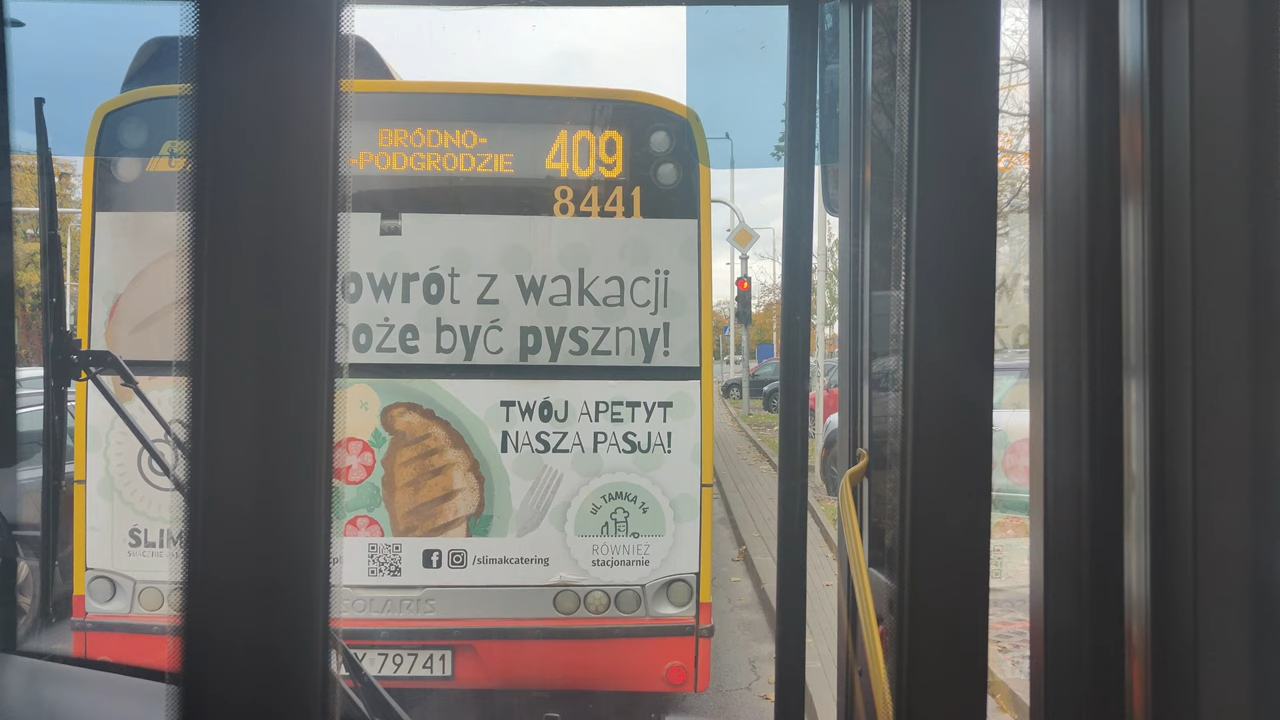 BRÓDNO-
-PODGRODZIE
409
8441
owrót z wakacji
oże być pyszny!
TWÓJ APETYT
NASZA PASJA!
UL. TAMKA 14
RÓWNIEŻ
stacjonarnie
ŚLIM
/slimakcatering
SOLARIS
79741